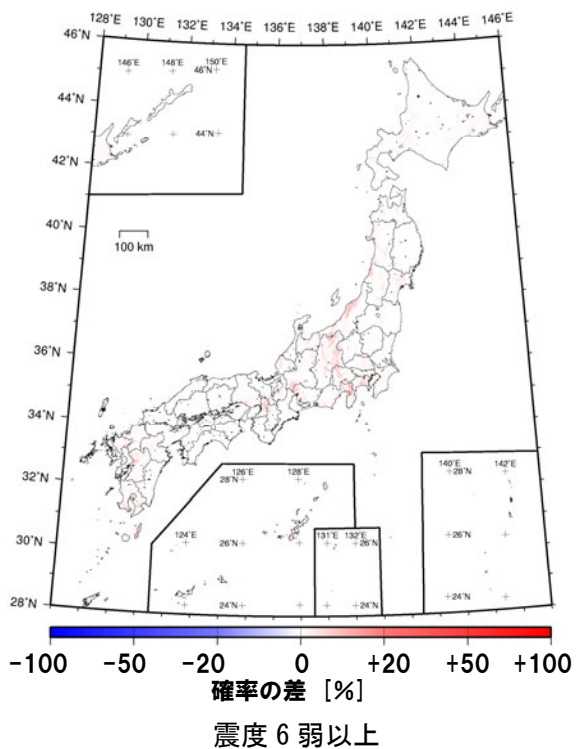 128°E 130°E 132°E 134°E 136°E 138°E 140°E 142°E 144°E 146°E
46°N
146°E 148°E 150°E
46°N
44°N
44°N
42°N
40°N
100 km
38°N
36°N
34°N
32°N
126°E 128°E
28°N
140°E 142°E
28°N
30°N
124°E
26°N
131°E 132°E
26°N
26°N
28°N
24°N
24°N
24°N
-100 -50 -20 0 +20 +50 +100
確率の差 [%]
震度6弱以上